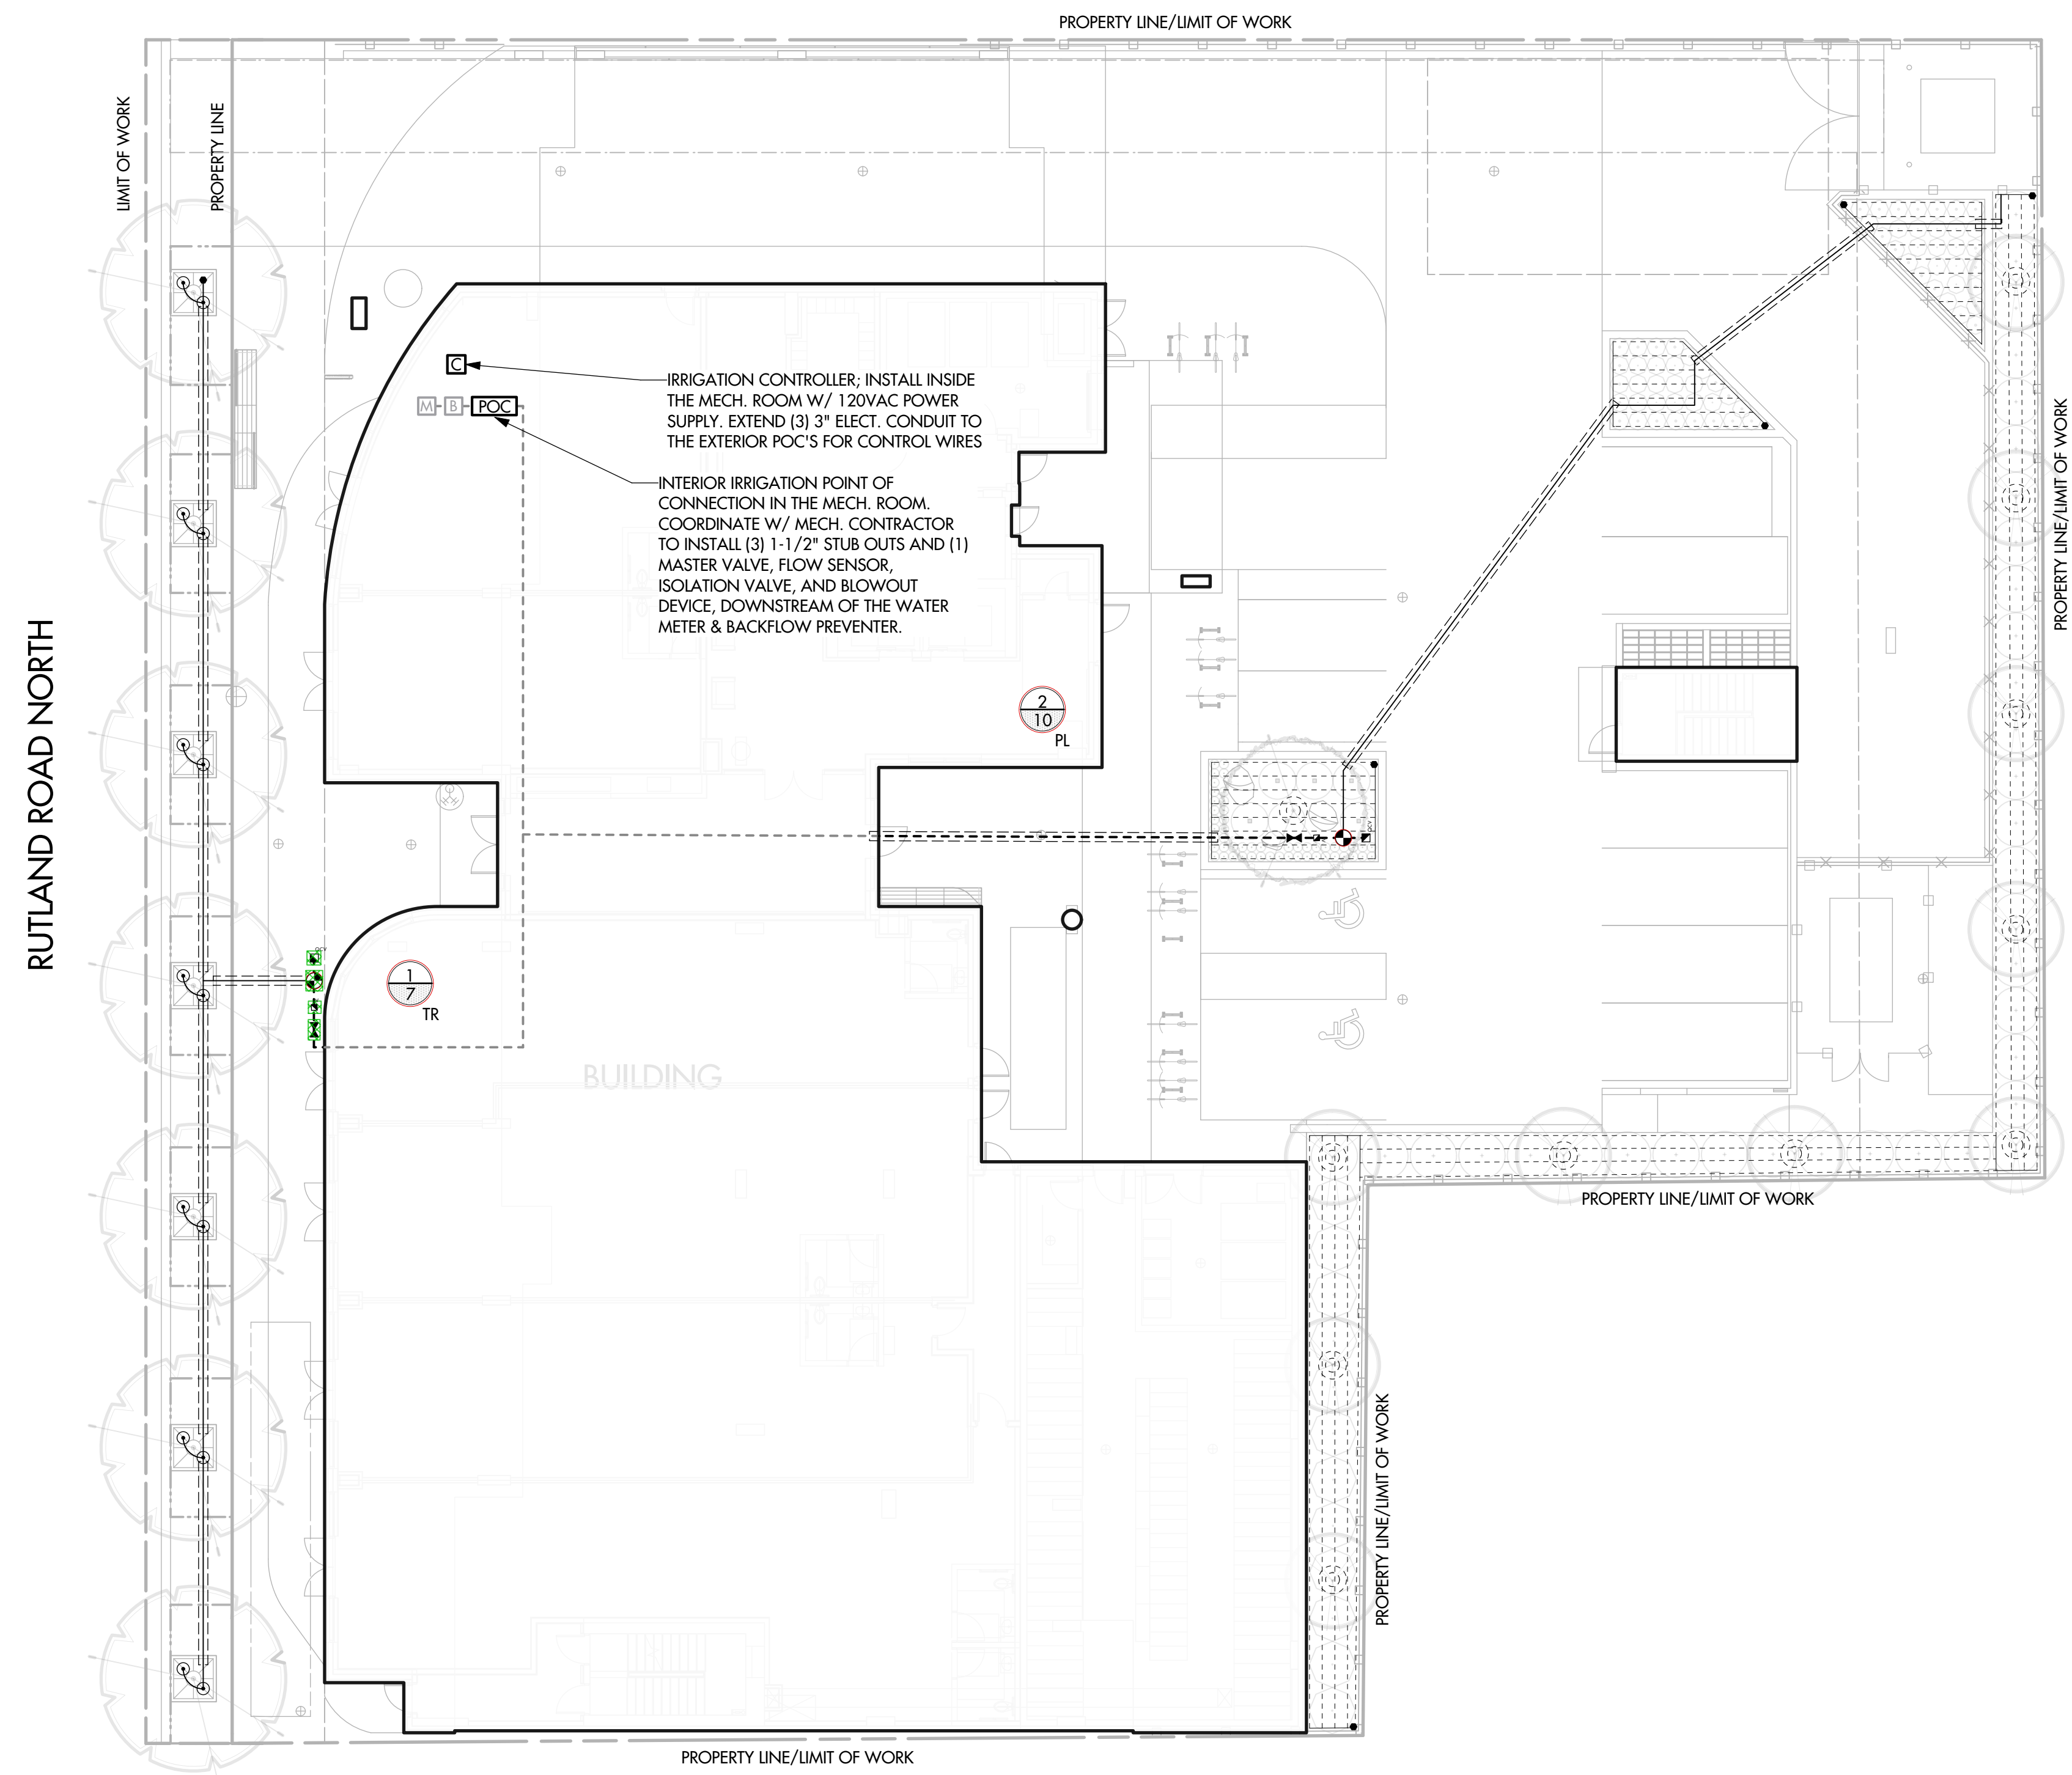 PROPERTY LINE/LIMIT OF WORK
LIMIT OF WORK
PROPERTY LINE
C
IRRIGATION CONTROLLER; INSTALL INSIDE
THE MECH. ROOM W/ 120VAC POWER
SUPPLY. EXTEND (3) 3" ELECT. CONDUIT TO
THE EXTERIOR POC'S FOR CONTROL WIRES
M
B
POC
INTERIOR IRRIGATION POINT OF
CONNECTION IN THE MECH. ROOM.
COORDINATE W/ MECH. CONTRACTOR
TO INSTALL (3) 1-1/2" STUB OUTS AND (1)
MASTER VALVE, FLOW SENSOR,
ISOLATION VALVE, AND BLOWOUT
DEVICE, DOWNSTREAM OF THE WATER
METER & BACKFLOW PREVENTER.
PROPERTY LINE/LIMIT OF WORK
RUTLAND ROAD NORTH
2
10
PL
QCV
QCV
1
7
TR
BUILDING
PROPERTY LINE/LIMIT OF WORK
PROPERTY LINE/LIMIT OF WORK
PROPERTY LINE/LIMIT OF WORK